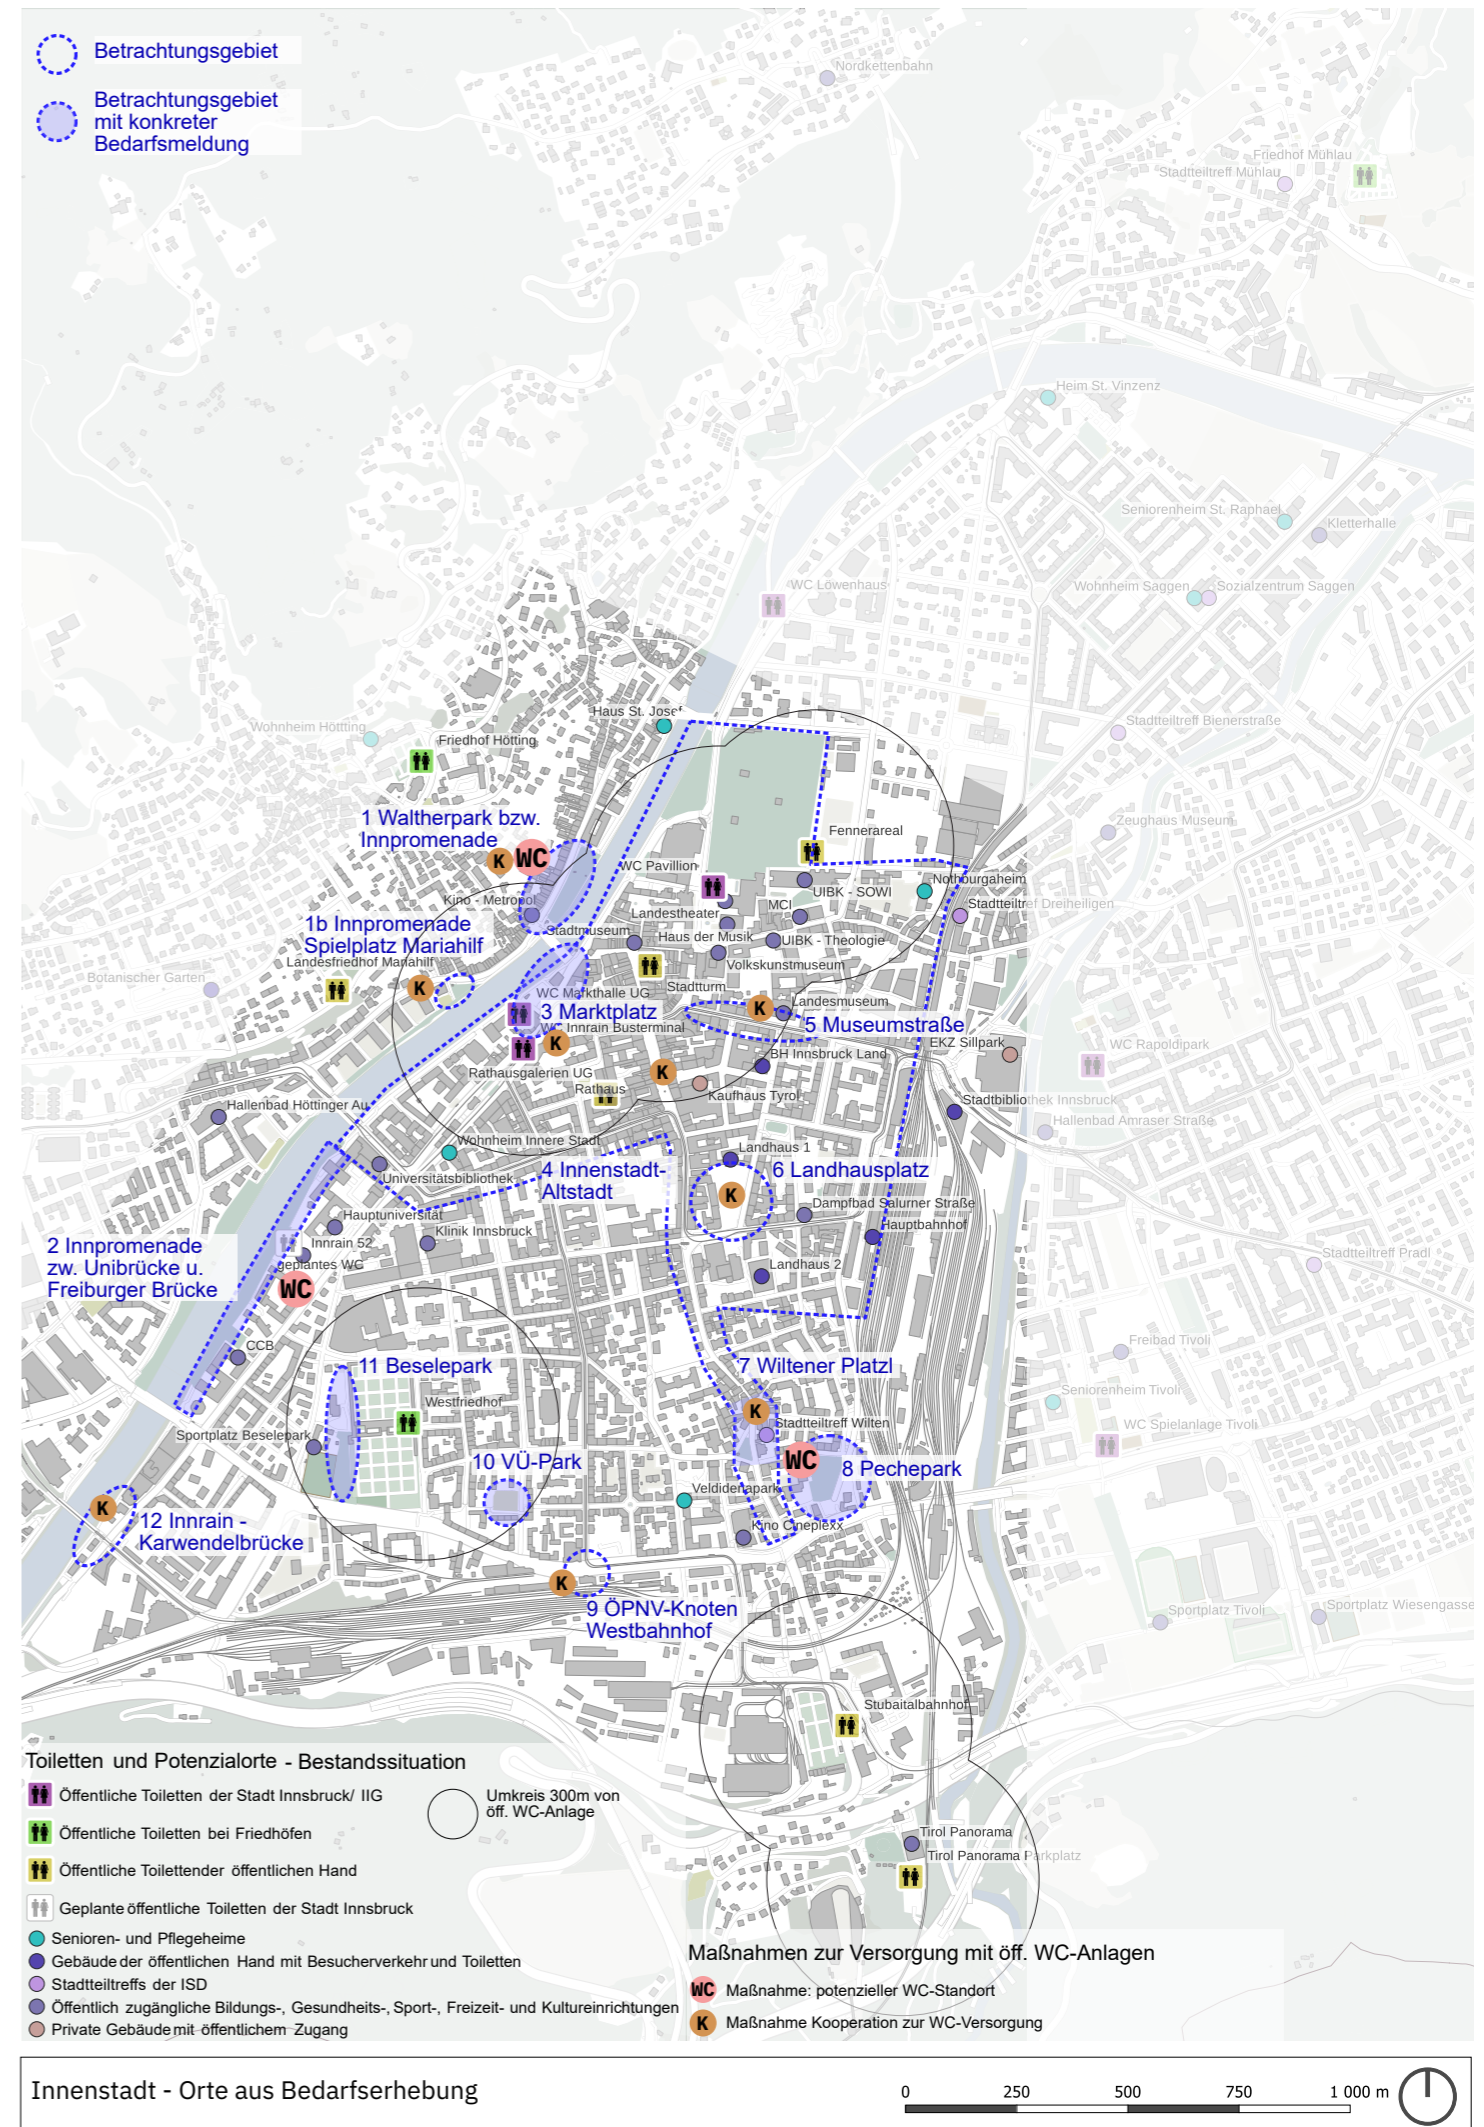 Betrachtungsgebiet
Betrachtungsgebiet
mit konkreter
Bedarfsmeldung
Nordkettenbahn
Friedhof Mühlau
Stadtteiltreff Mühlau
Heim St. Vinzenz
Seniorenheim St. Raphael
Kletterhalle
WC Löwenhaus
Wohnheim Saggen
Sozialzentrum Saggen
Haus St. Josef
Wohnheim Hötting
Friedhof Hötting
Stadtteiltreff Bienerstraße
1 Waltherpark bzw.
Innpromenade
K
WC
Fennerareal
Zeughaus Museum
WC Pavillion
Nothburgaheim
UIBK - SOWI
Kino - Metropol
Landestheater
MCI
Stadtteiltreff Dreiheiligen
1b Innpromenade
Spielplatz Mariahilf
Stadtmuseum
Haus der Musik
UIBK - Theologie
Landesfriedhof Mariahilf
Volkskunstmuseum
Botanischer Garten
K
Stadtturm
WC Markthalle UG
K
Landesmuseum
3 Marktplatz
5 Museumstraße
WC Innrain Busterminal
K
EKZ Sillpark
WC Rapoldipark
BH Innsbruck Land
Rathausgalerien UG
K
Rathaus
Kaufhaus Tyrol
Hallenbad Höttinger Au
Stadtbibliothek Innsbruck
Hallenbad Amraser Straße
Wohnheim Innere Stadt
Landhaus 1
4 Innenstadt-
Altstadt
6 Landhausplatz
Universitätsbibliothek
K
Dampfbad Salurner Straße
Hauptuniversität
Hauptbahnhof
Klinik Innsbruck
Innrain 52
2 Innpromenade
zw. Unibrücke u.
Freiburger Brücke
geplantes WC
WC
Landhaus 2
Stadtteiltreff Pradl
CCB
Freibad Tivoli
11 Beselepark
7 Wiltener Platzl
Seniorenheim Tivoli
Westfriedhof
K
Stadtteiltreff Wilten
WC Spielanlage Tivoli
Sportplatz Beselepark
10 VÜ-Park
WC
8 Pechepark
Veldidenapark
K
12 Innrain -
Karwendelbrücke
Kino Cineplexx
K
9 ÖPNV-Knoten
Westbahnhof
Sportplatz Tivoli
Sportplatz Wiesengasse
Stubaitalbahnhof
Tirol Panorama
Tirol Panorama Parkplatz
Toiletten und Potenzialorte - Bestandssituation
Öffentliche Toiletten der Stadt Innsbruck/ IIG
Umkreis 300m von
öff. WC-Anlage
Öffentliche Toiletten bei Friedhöfen
Öffentliche Toilettender öffentlichen Hand
Geplante öffentliche Toiletten der Stadt Innsbruck
Senioren- und Pflegeheime
Gebäude der öffentlichen Hand mit Besucherverkehr und Toiletten
Stadtteiltreffs der ISD
Öffentlich zugängliche Bildungs-, Gesundheits-, Sport-, Freizeit- und Kultureinrichtungen
Private Gebäude mit öffentlichem Zugang
Maßnahmen zur Versorgung mit öff. WC-Anlagen
WC Maßnahme: potenzieller WC-Standort
K Maßnahme Kooperation zur WC-Versorgung
Innenstadt - Orte aus Bedarfserhebung
0 250 500 750 1 000 m